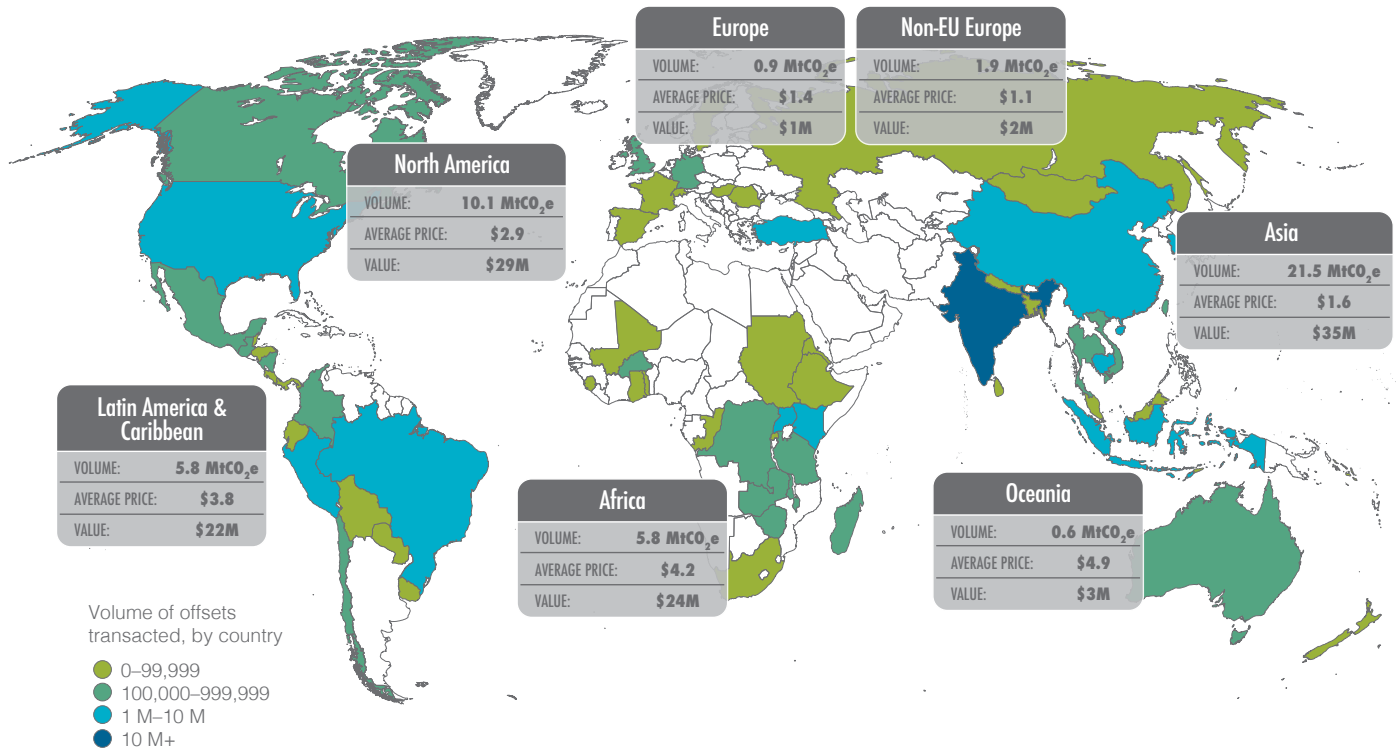 Europe
VOLUME: 0.9 MtCO₂e
AVERAGE PRICE: $1.4
VALUE: $1M
Non-EU Europe
VOLUME: 1.9 MtCO₂e
AVERAGE PRICE: $1.1
VALUE: $2M
North America
VOLUME: 10.1 MtCO₂e
AVERAGE PRICE: $2.9
VALUE: $29M
Asia
VOLUME: 21.5 MtCO₂e
AVERAGE PRICE: $1.6
VALUE: $35M
Latin America &
Caribbean
VOLUME: 5.8 MtCO₂e
AVERAGE PRICE: $3.8
VALUE: $22M
Africa
VOLUME: 5.8 MtCO₂e
AVERAGE PRICE: $4.2
VALUE: $24M
Oceania
VOLUME: 0.6 MtCO₂e
AVERAGE PRICE: $4.9
VALUE: $3M
Volume of offsets
transacted, by country
0–99,999
100,000–999,999
1 M–10 M
10 M+